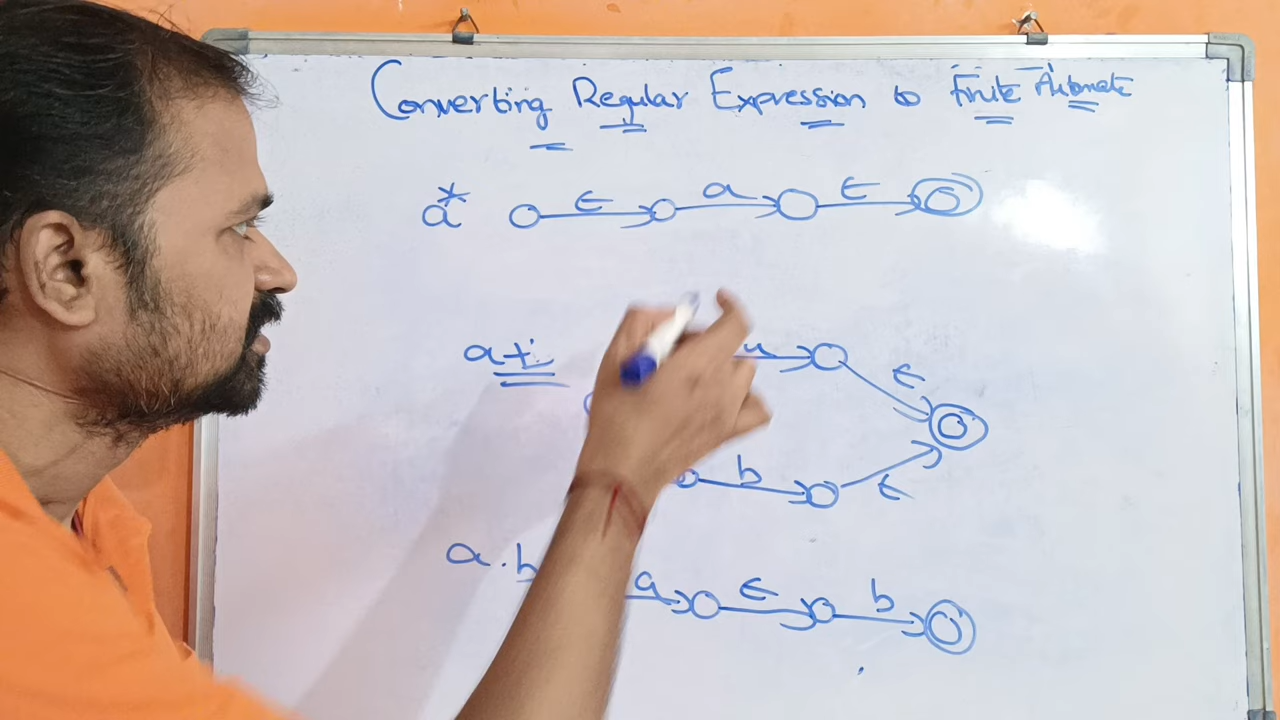 Converting Regular Expression to Finite Automata
a* ε a ε
a+ a ε
b ε
a.b a ε b